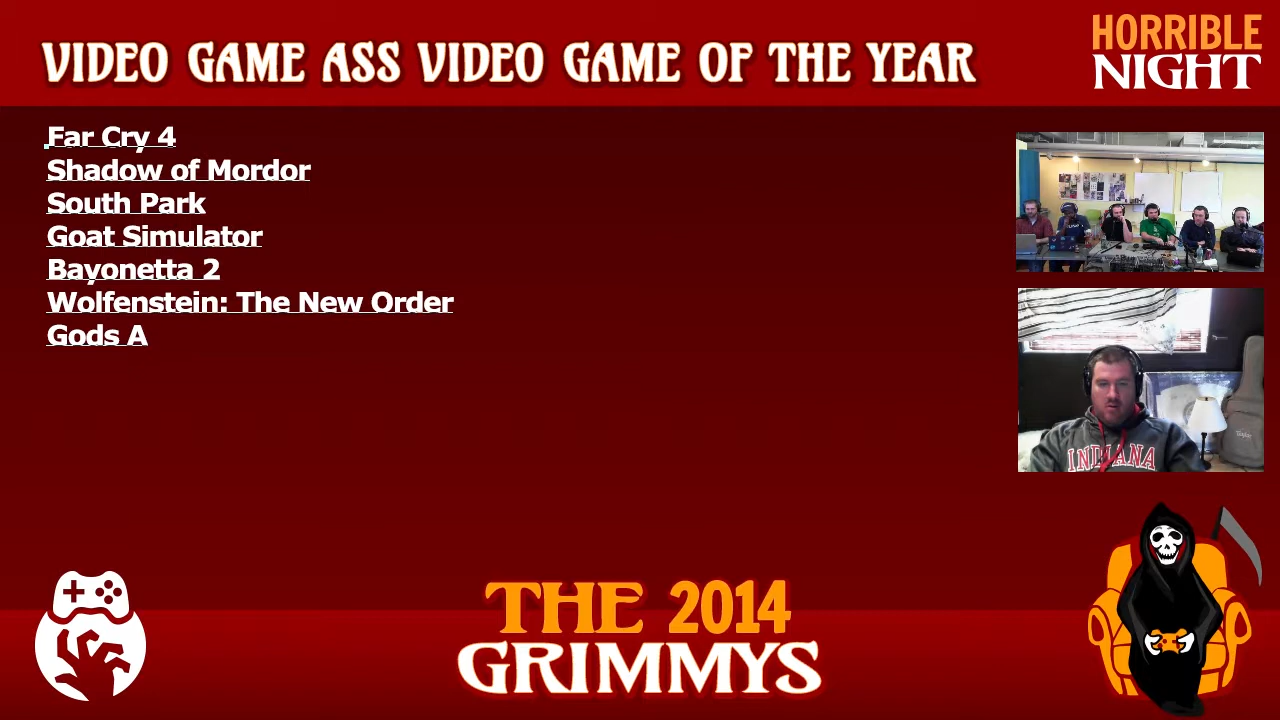 VIDEO GAME ASS VIDEO GAME OF THE YEAR
HORRIBLE
NIGHT
Far Cry 4
Shadow of Mordor
South Park
Goat Simulator
Bayonetta 2
Wolfenstein: The New Order
Gods A
INDIANA
Taylor
THE 2014
GRIMMYS